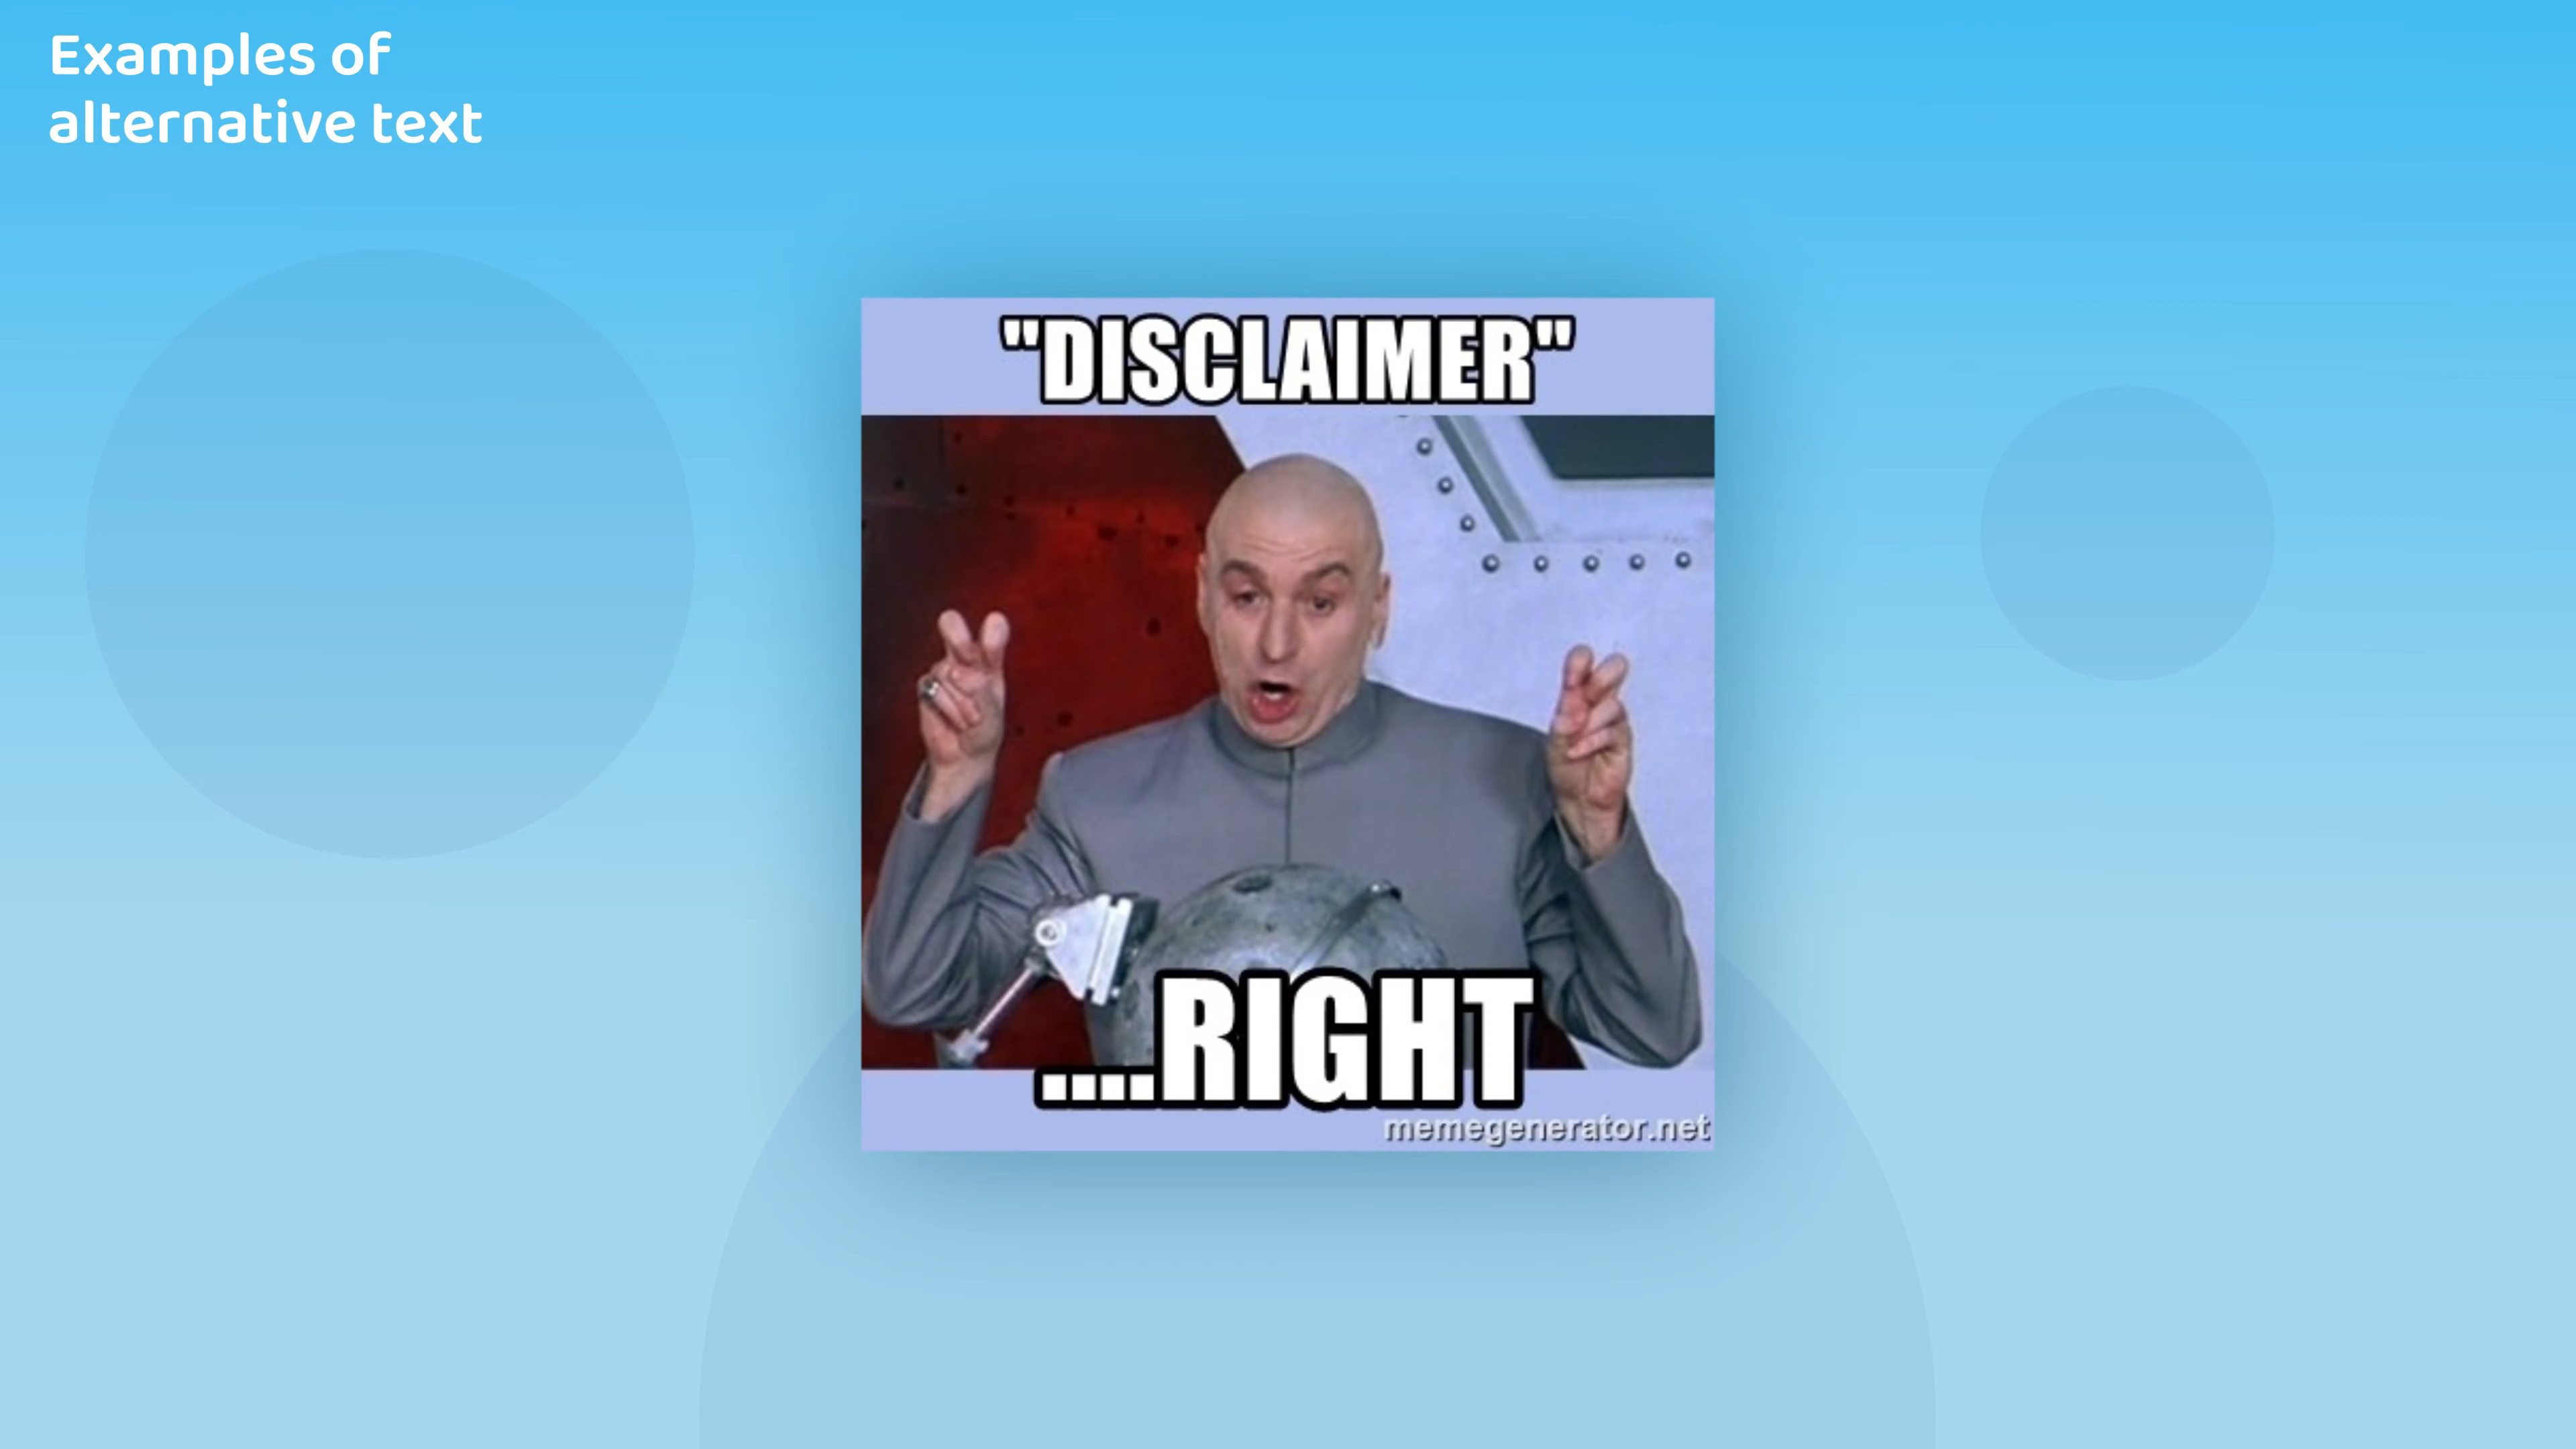 Examples of
alternative text
"DISCLAIMER"
....RIGHT
memegenerator.net